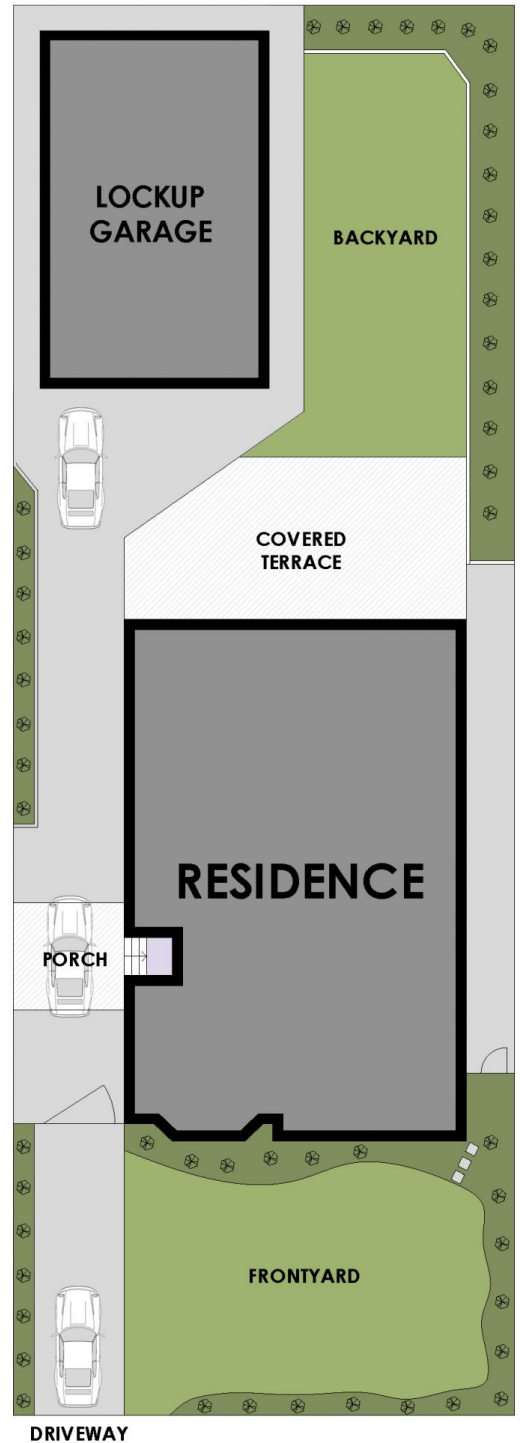 LOCKUP
GARAGE
BACKYARD
COVERED
TERRACE
RESIDENCE
PORCH
FRONTYARD
DRIVEWAY